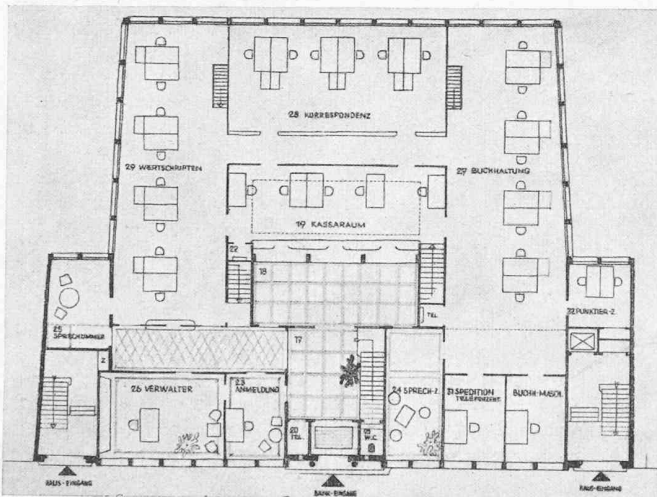 28 KORRESPONDENZ
29 WERTSCHRIFTEN
27 BUCHHALTUNG
19 KASSARAUM
22
18
TEL.
32 PUNKTIER-Z.
25
SPRECHZIMMER
17
Z
26 VERWALTER
23
ANMELDUNG
24 SPRECH-Z.
31 SPEDITION
TELEPHONZENT.
BUCHH-MASCH.
20
TEL.
W.C.
HAUS-EINGANG
BANK-EINGANG
HAUS-EINGANG